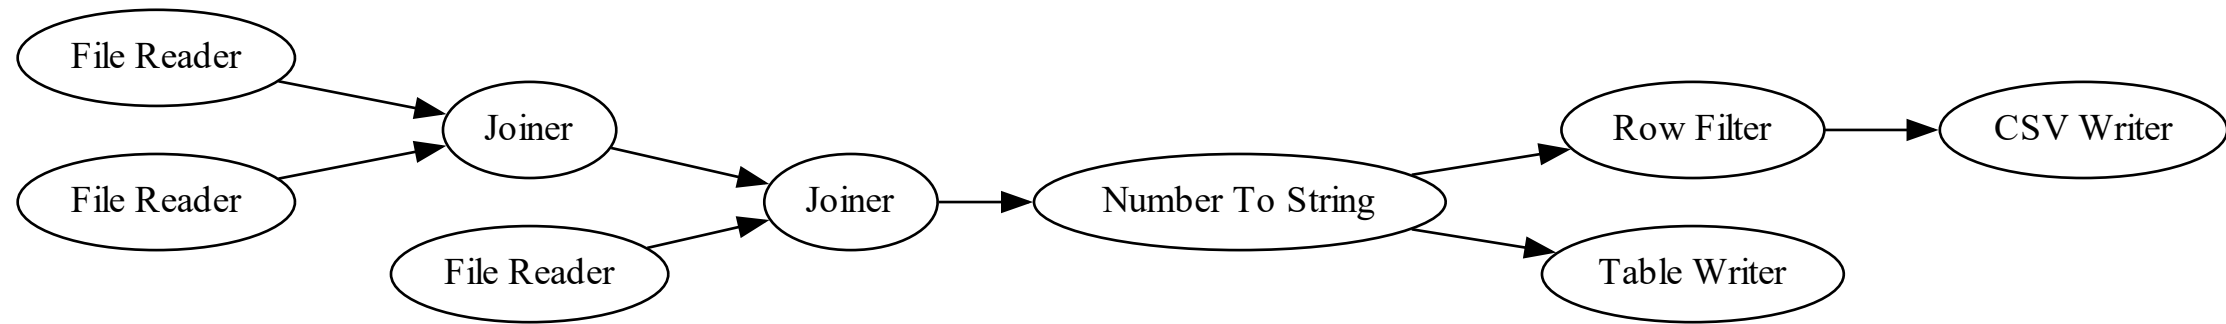 File Reader
File Reader
Joiner
File Reader
Joiner
Number To String
Row Filter
Table Writer
CSV Writer